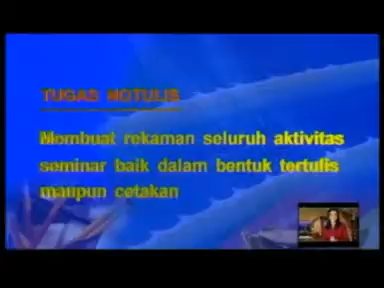 TUGAS NOTULIS
Membuat rekaman seluruh aktivitas
seminar baik dalam bentuk tertulis
maupun cetakan